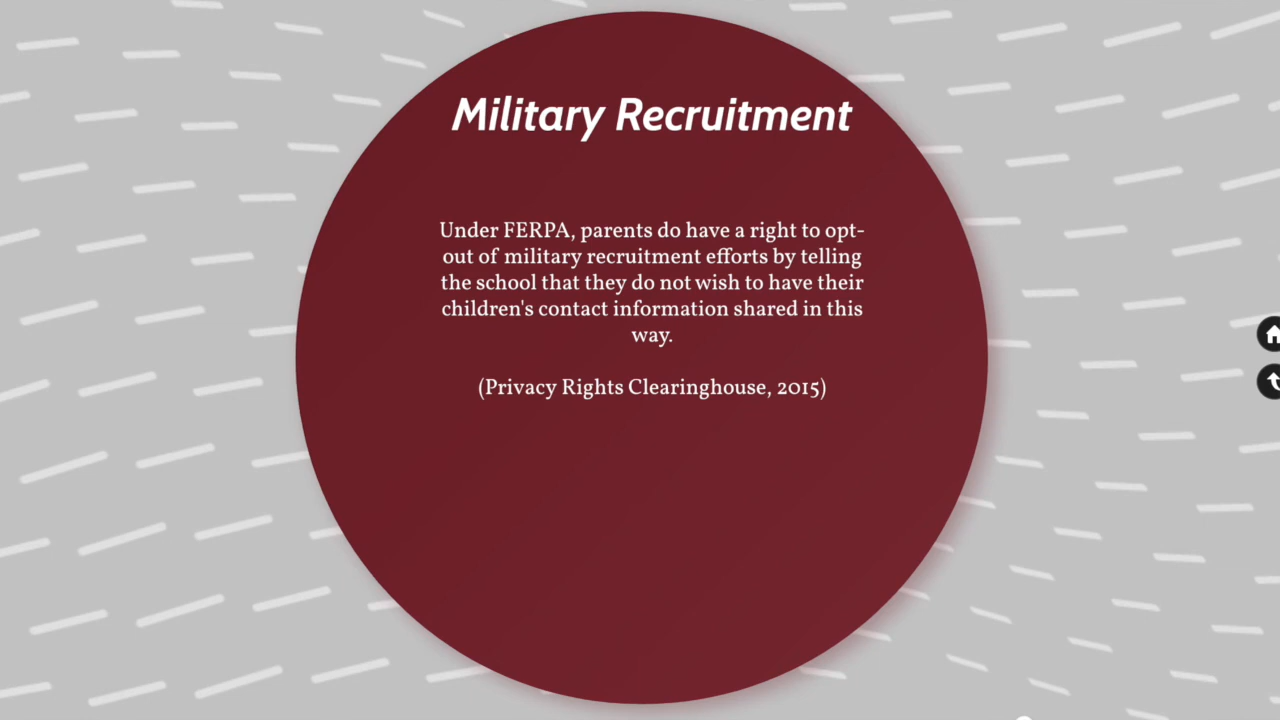 Military Recruitment
Under FERPA, parents do have a right to opt-
out of military recruitment efforts by telling
the school that they do not wish to have their
children's contact information shared in this
way.
(Privacy Rights Clearinghouse, 2015)